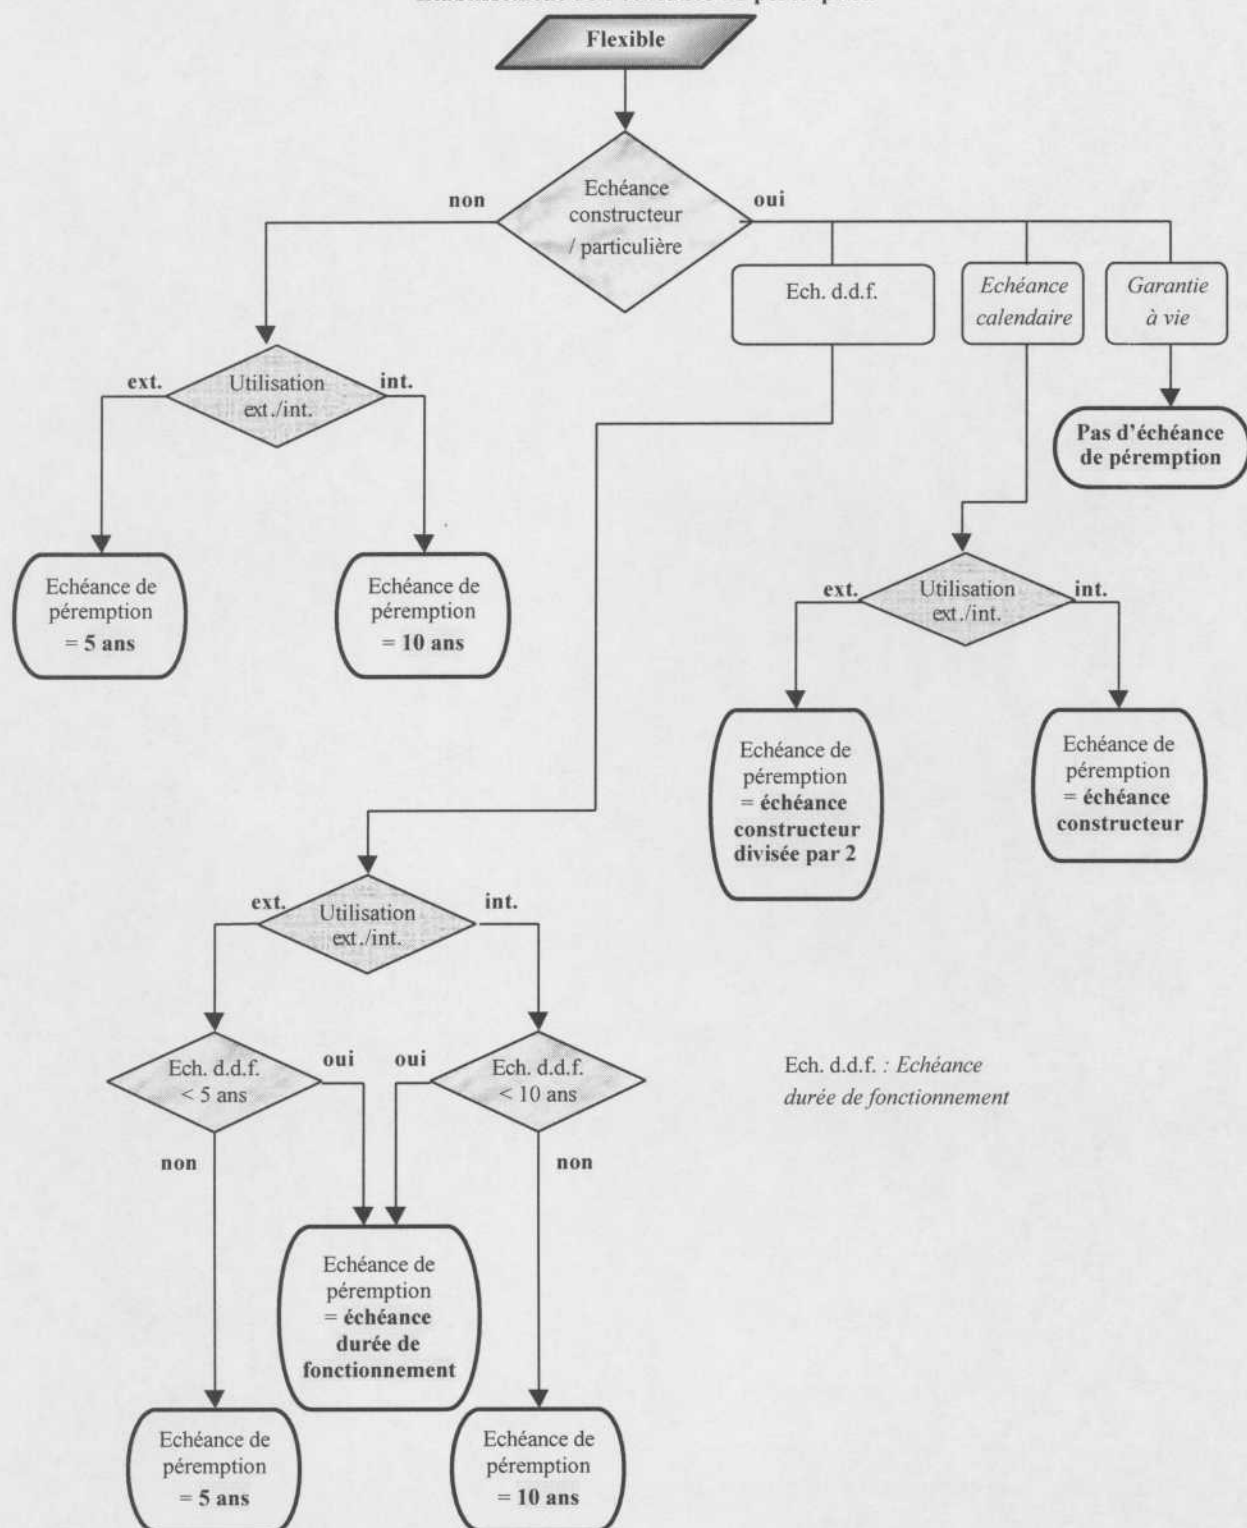 Flexible
Echéance
constructeur
/ particulière
non
oui
Ech. d.d.f.
Echéance
calendaire
Garantie
à vie
Utilisation
ext./int.
ext.
int.
Pas d'échéance
de péremption
Echéance de
péremption
= 5 ans
Echéance de
péremption
= 10 ans
Utilisation
ext./int.
ext.
int.
Echéance de
péremption
= échéance
constructeur
divisée par 2
Echéance de
péremption
= échéance
constructeur
Utilisation
ext./int.
ext.
int.
Ech. d.d.f.
< 5 ans
oui
oui
Ech. d.d.f.
< 10 ans
non
non
Ech. d.d.f. : Echéance
durée de fonctionnement
Echéance de
péremption
= échéance
durée de
fonctionnement
Echéance de
péremption
= 5 ans
Echéance de
péremption
= 10 ans